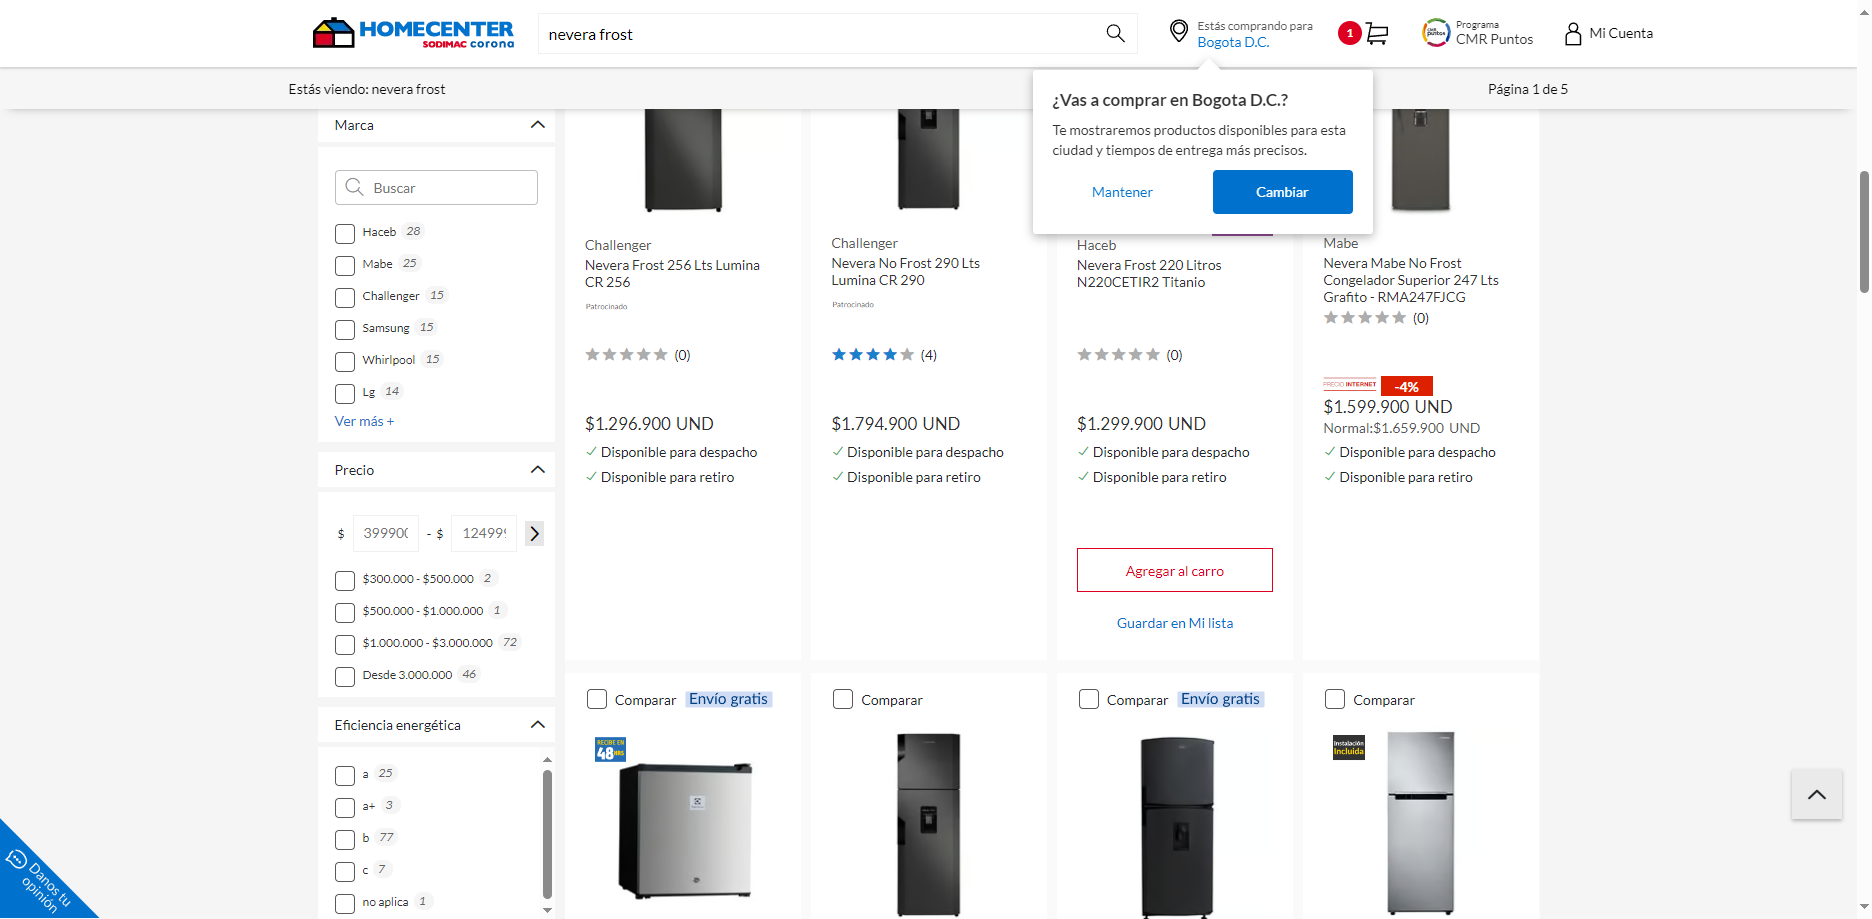 HOMECENTER
SODIMAC corona
nevera frost
Estás comprando para
Bogota D.C.
1
Programa
CMR Puntos
Mi Cuenta
Estás viendo: nevera frost
Página 1 de 5
¿Vas a comprar en Bogota D.C.?
Te mostraremos productos disponibles para esta
ciudad y tiempos de entrega más precisos.
Mantener
Cambiar
Marca
Buscar
Haceb 28
Mabe 25
Challenger 15
Samsung 15
Whirlpool 15
Lg 14
Ver más +
Precio
$ 39990 - $ 12499
$300.000 - $500.000 2
$500.000 - $1.000.000 1
$1.000.000 - $3.000.000 72
Desde 3.000.000 46
Eficiencia energética
a 25
a+ 3
b 77
c 7
no aplica 1
Challenger
Nevera Frost 256 Lts Lumina
CR 256
Patrocinado
(0)
$1.296.900 UND
Disponible para despacho
Disponible para retiro
Challenger
Nevera No Frost 290 Lts
Lumina CR 290
Patrocinado
(4)
$1.794.900 UND
Disponible para despacho
Disponible para retiro
Haceb
Nevera Frost 220 Litros
N220CETIR2 Titanio
(0)
$1.299.900 UND
Disponible para despacho
Disponible para retiro
Agregar al carro
Guardar en Mi lista
Mabe
Nevera Mabe No Frost
Congelador Superior 247 Lts
Grafito - RMA247FJCG
(0)
PRECIO INTERNET -4%
$1.599.900 UND
Normal:$1.659.900 UND
Disponible para despacho
Disponible para retiro
Comparar Envío gratis
RECIBE EN
48HRS
Comparar
Comparar Envío gratis
Comparar
Instalación
Incluida
Danos tu
opinión